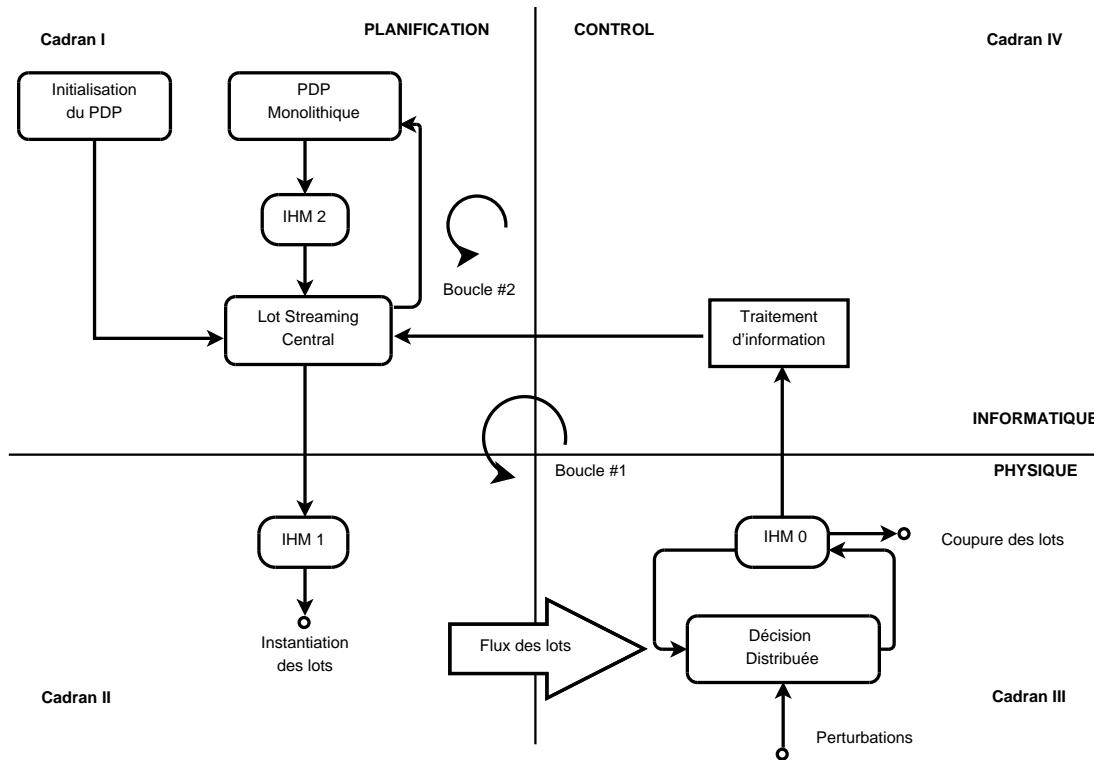 PLANIFICATION
CONTROL
Cadran I
Cadran IV
Initialisation
du PDP
PDP
Monolithique
IHM 2
Boucle #2
Lot Streaming
Central
Traitement
d'information
INFORMATIQUE
Boucle #1
PHYSIQUE
IHM 1
IHM 0
Coupure des lots
Instantiation
des lots
Flux des lots
Décision
Distribuée
Cadran II
Cadran III
Perturbations